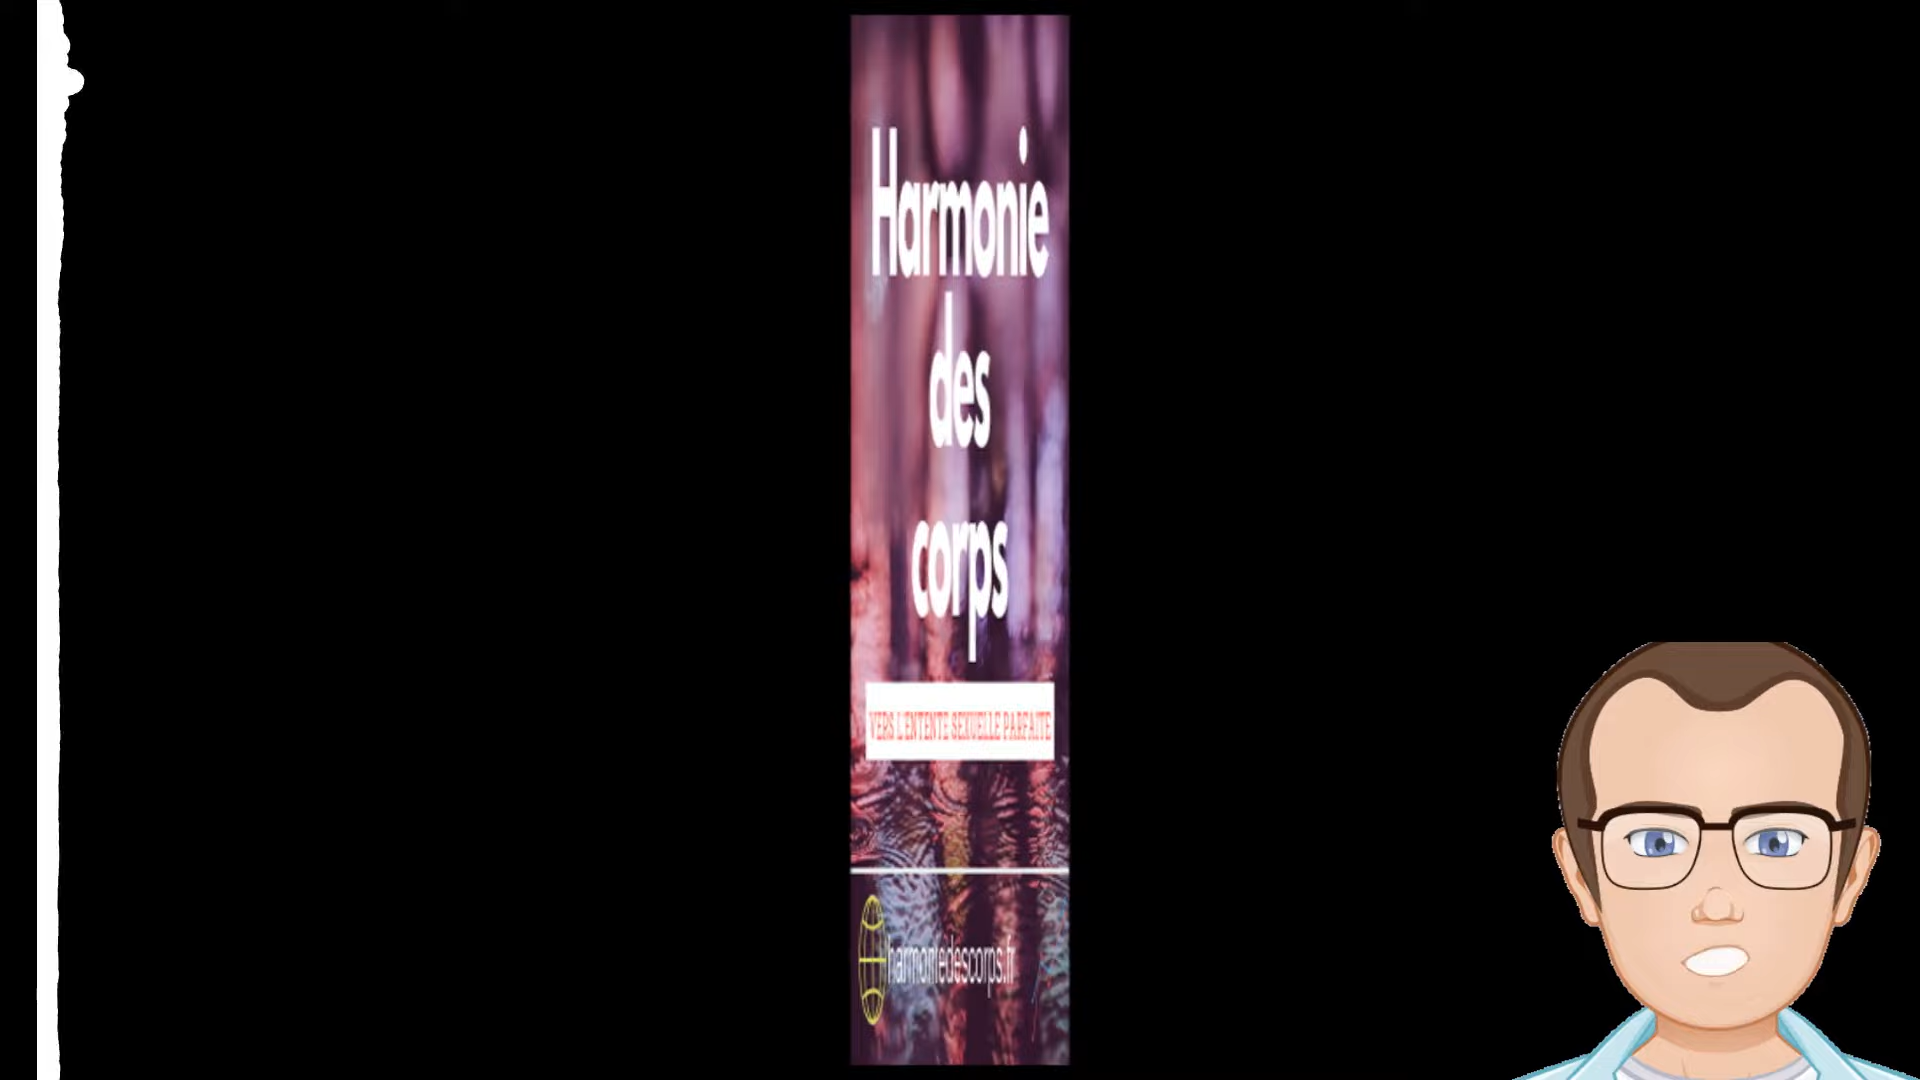 Harmonie
des
corps
VERS L'ENTENTE SEXUELLE PARFAITE
harmoniedescorps.fr